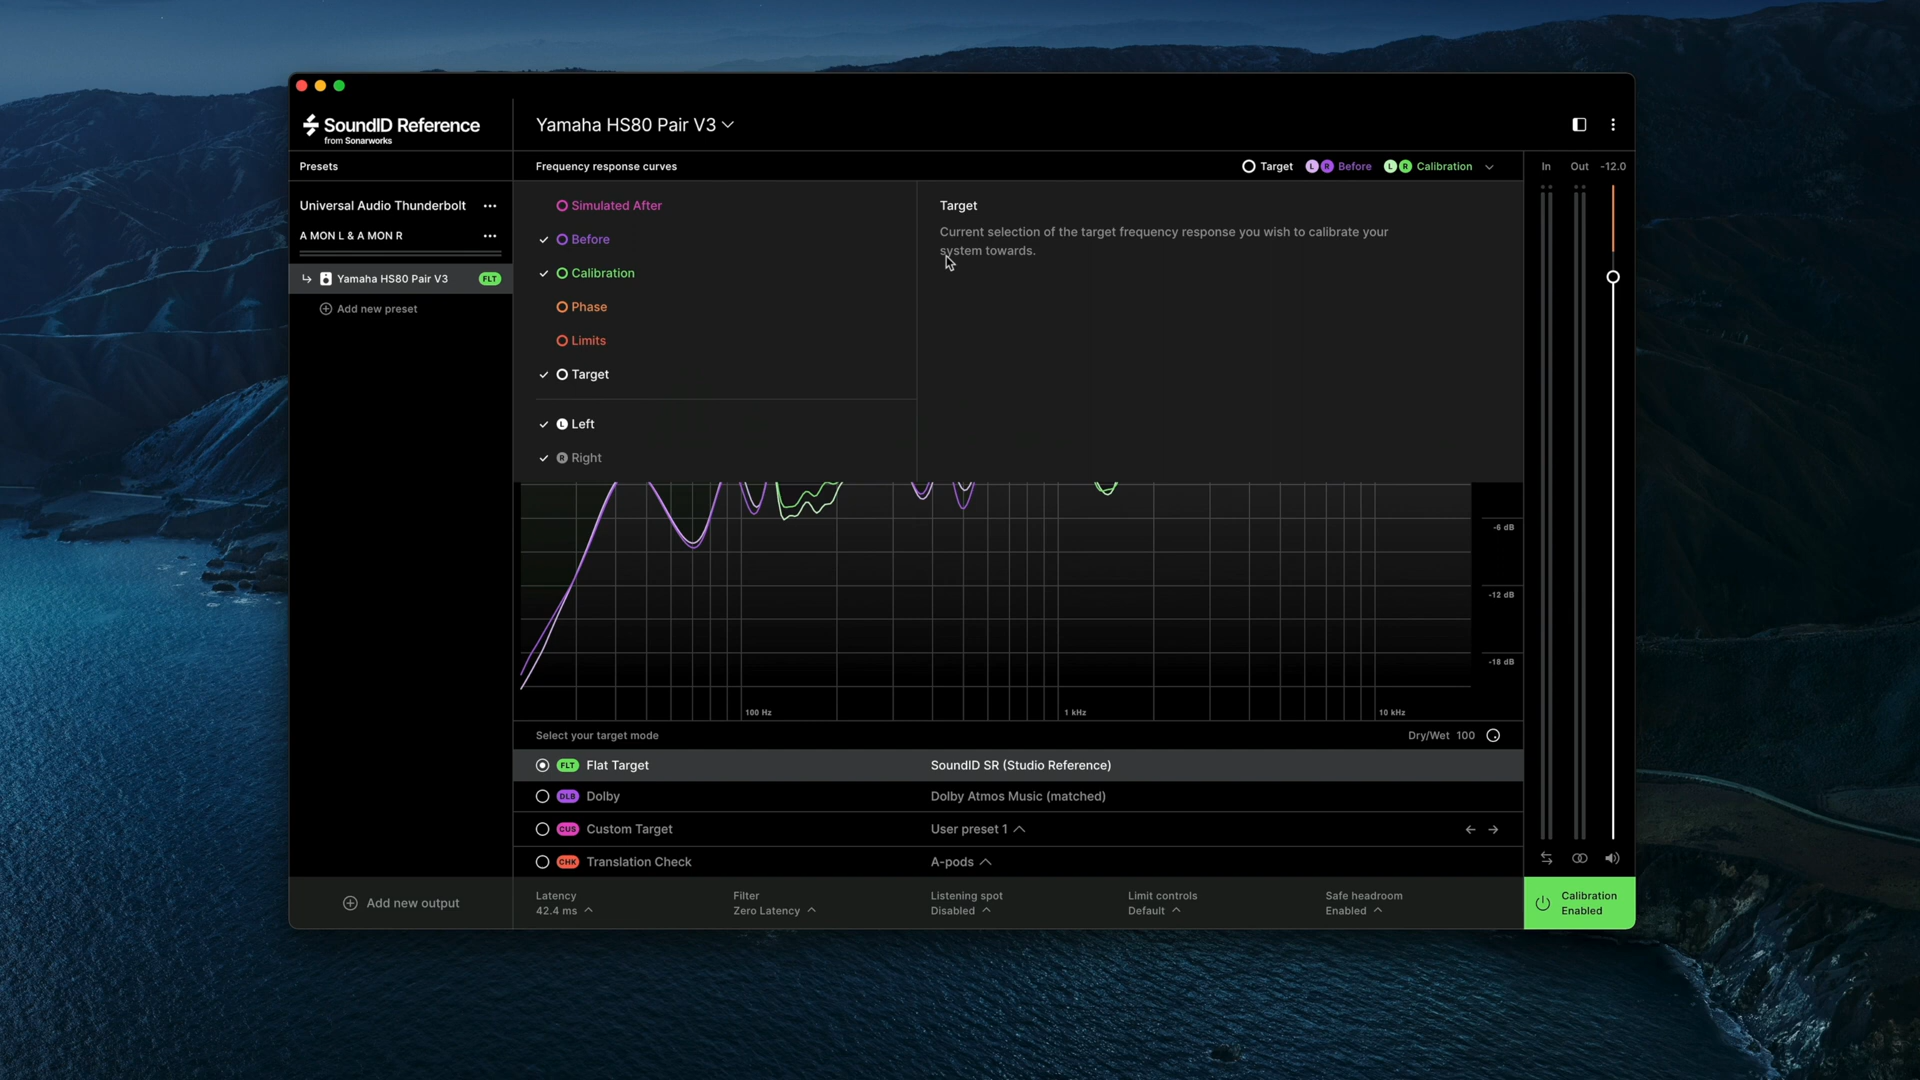 SoundID Reference
from Sonarworks
Yamaha HS80 Pair V3
Presets
Frequency response curves
Target
L R Before
L R Calibration
In
Out
-12.0
Universal Audio Thunderbolt
A MON L & A MON R
Yamaha HS80 Pair V3 FLT
Add new preset
Simulated After
Before
Calibration
Phase
Limits
Target
L Left
R Right
Target
Current selection of the target frequency response you wish to calibrate your
system towards.
-6 dB
-12 dB
-18 dB
100 Hz
1 kHz
10 kHz
Select your target mode
Dry/Wet 100
FLT Flat Target
SoundID SR (Studio Reference)
DLB Dolby
Dolby Atmos Music (matched)
CUS Custom Target
User preset 1
CHK Translation Check
A-pods
Add new output
Latency
42.4 ms
Filter
Zero Latency
Listening spot
Disabled
Limit controls
Default
Safe headroom
Enabled
Calibration
Enabled